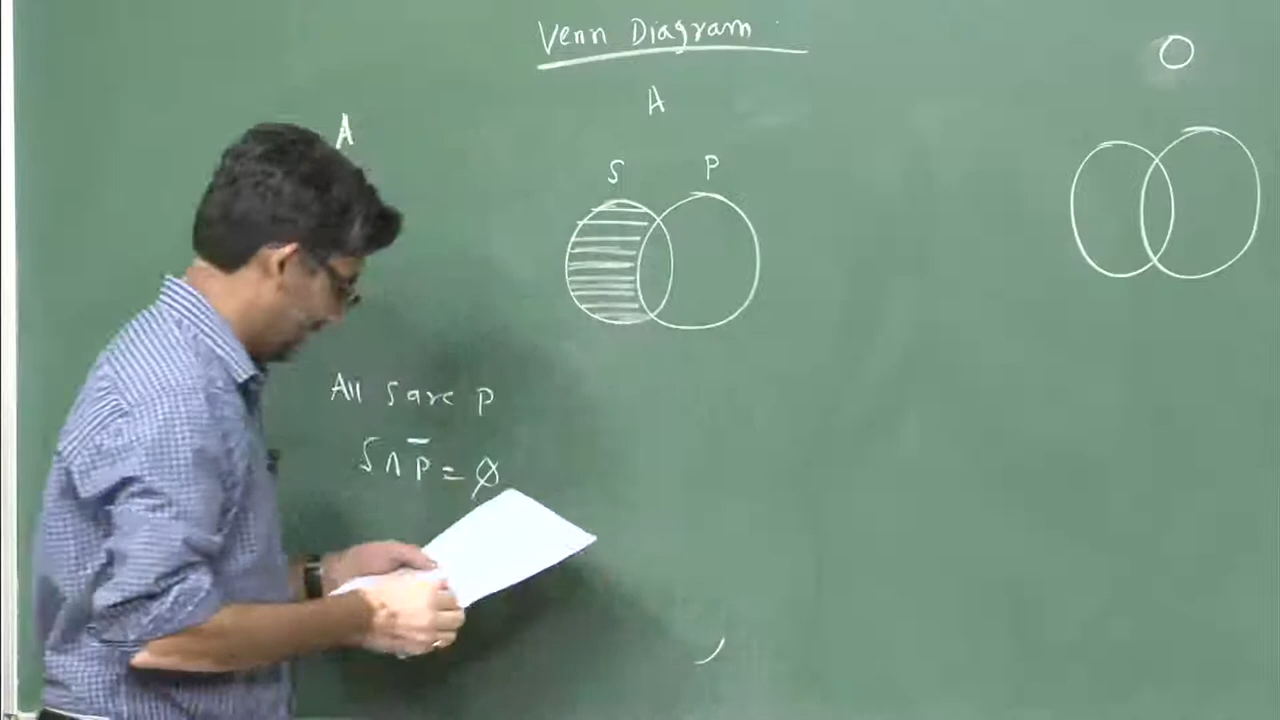 Venn Diagram
A
A
O
S P
All S are P
S ∩ P̅ = ∅